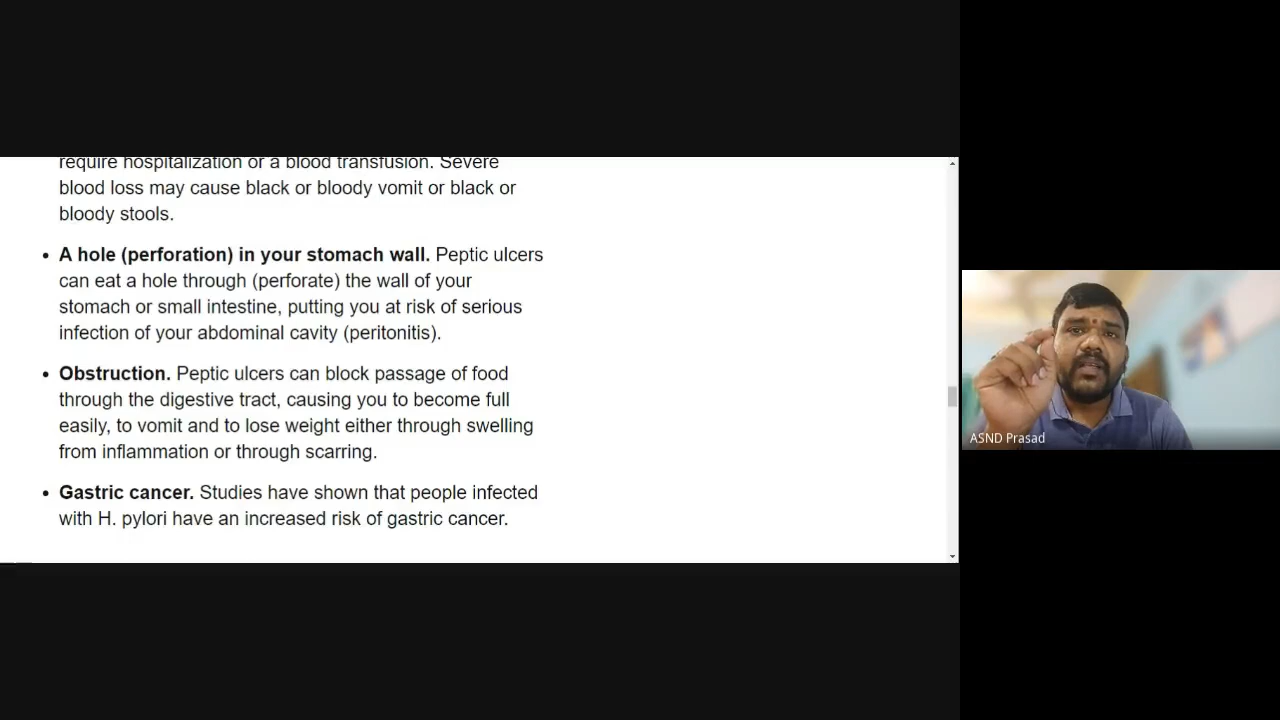 require hospitalization or a blood transfusion. Severe
blood loss may cause black or bloody vomit or black or
bloody stools.
• A hole (perforation) in your stomach wall. Peptic ulcers
can eat a hole through (perforate) the wall of your
stomach or small intestine, putting you at risk of serious
infection of your abdominal cavity (peritonitis).
• Obstruction. Peptic ulcers can block passage of food
through the digestive tract, causing you to become full
easily, to vomit and to lose weight either through swelling
from inflammation or through scarring.
• Gastric cancer. Studies have shown that people infected
with H. pylori have an increased risk of gastric cancer.
ASND Prasad